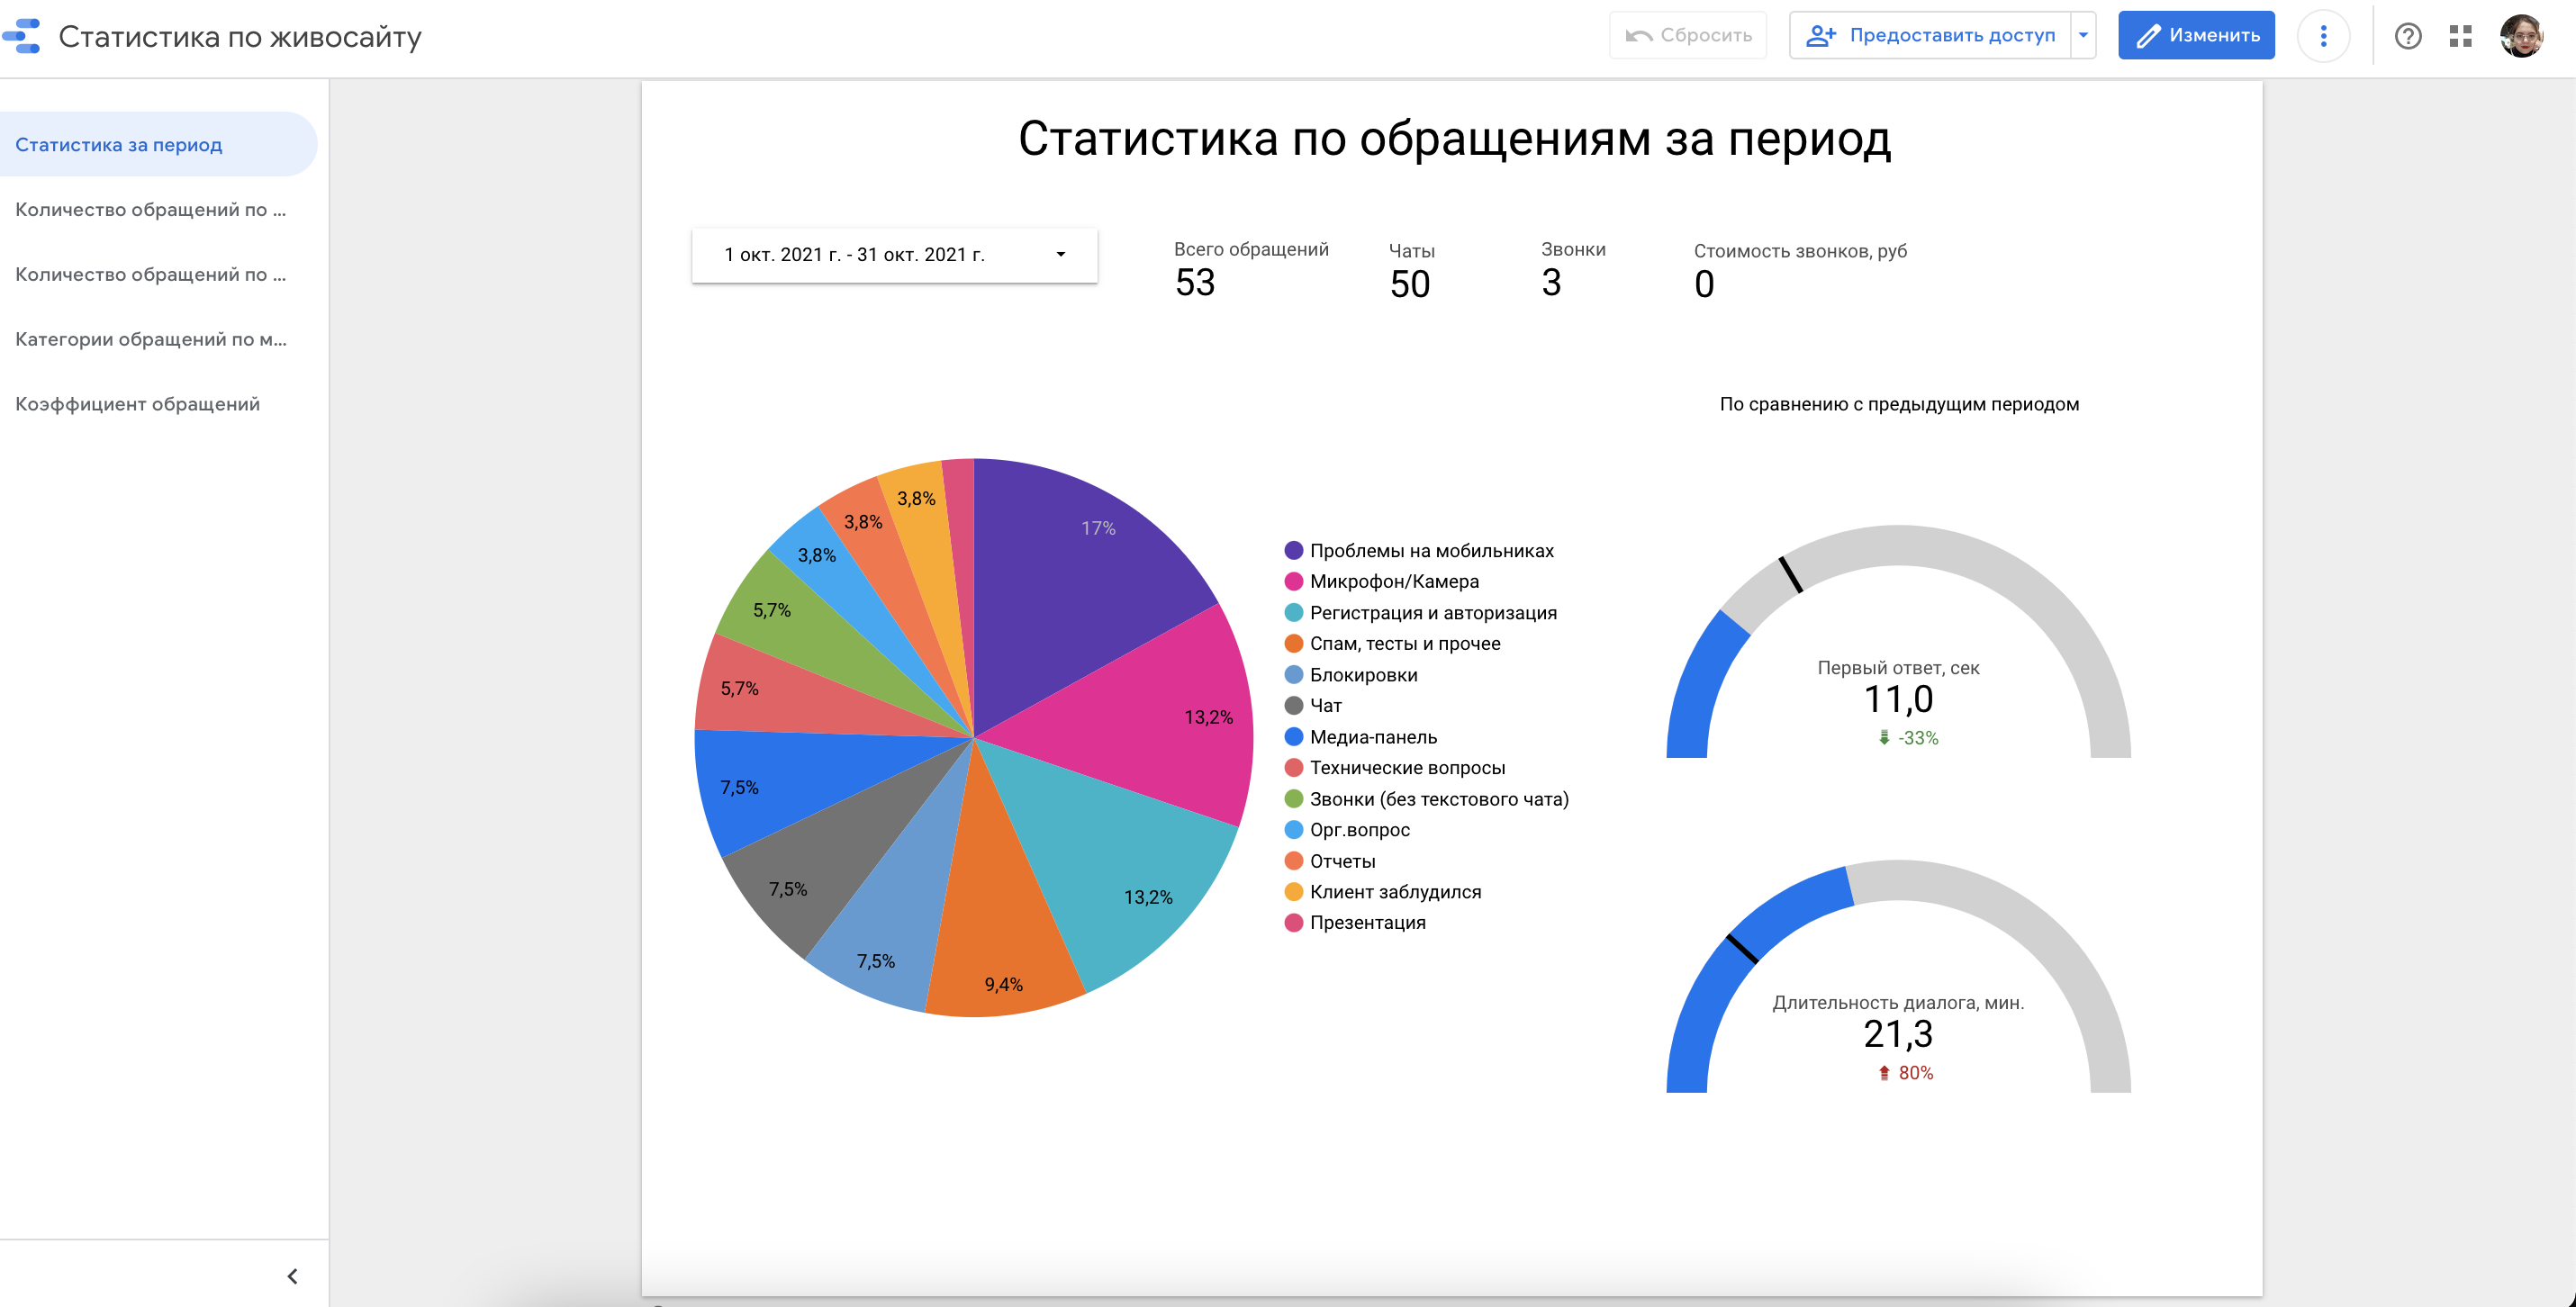 Статистика по живосайту
Сбросить
Предоставить доступ
Изменить
Статистика за период
Количество обращений по ...
Количество обращений по ...
Категории обращений по м...
Коэффициент обращений
Статистика по обращениям за период
1 окт. 2021 г. - 31 окт. 2021 г.
Всего обращений
53
Чаты
50
Звонки
3
Стоимость звонков, руб
0
По сравнению с предыдущим периодом
17%
13,2%
13,2%
9,4%
7,5%
7,5%
7,5%
5,7%
5,7%
3,8%
3,8%
3,8%
Проблемы на мобильниках
Микрофон/Камера
Регистрация и авторизация
Спам, тесты и прочее
Блокировки
Чат
Медиа-панель
Технические вопросы
Звонки (без текстового чата)
Орг.вопрос
Отчеты
Клиент заблудился
Презентация
Первый ответ, сек
11,0
-33%
Длительность диалога, мин.
21,3
80%